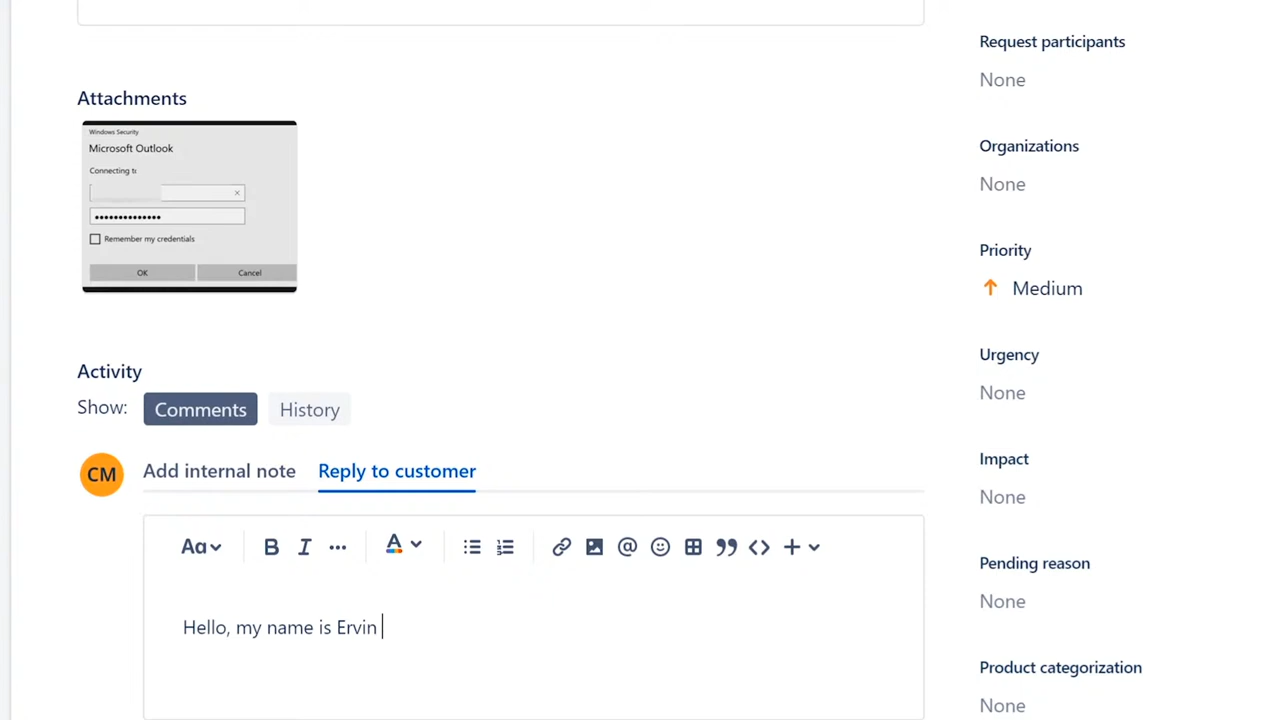 Attachments
Windows Security
Microsoft Outlook
Connecting to
××
••••••••••••••
Remember my credentials
OK Cancel
Activity
Show: Comments History
CM Add internal note Reply to customer
Aa B I ••• A
Hello, my name is Ervin
Request participants
None
Organizations
None
Priority
Medium
Urgency
None
Impact
None
Pending reason
None
Product categorization
None